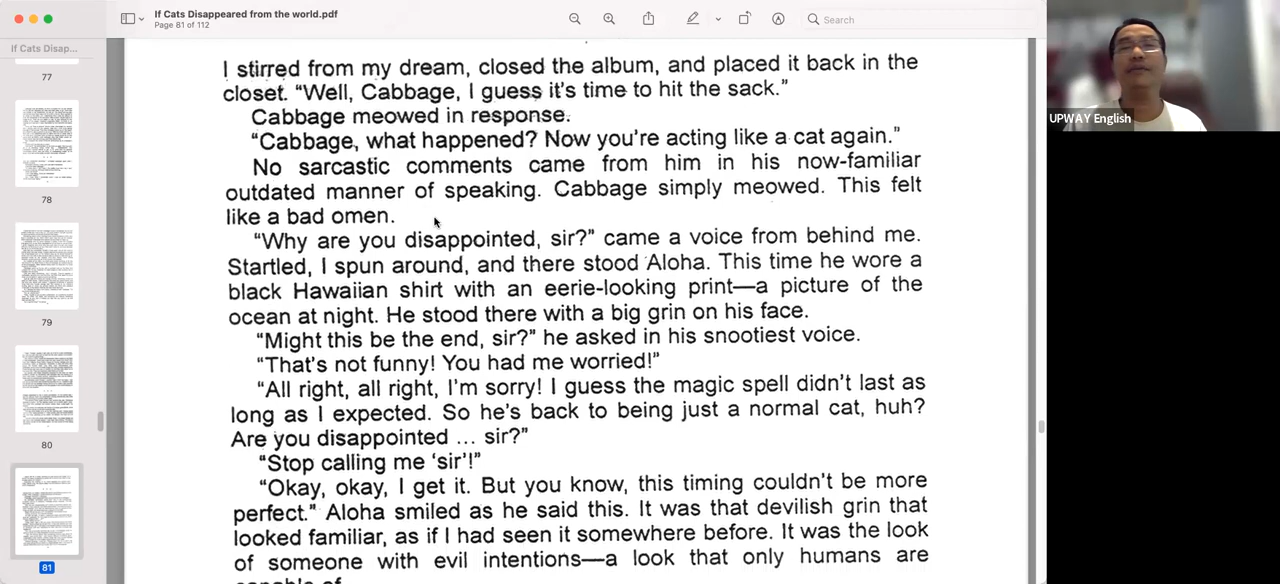 If Cats Disappeared from the world.pdf
Page 81 of 112
Search
If Cats Disap...
77
78
79
80
81
I stirred from my dream, closed the album, and placed it back in the
closet. “Well, Cabbage, I guess it’s time to hit the sack.”
Cabbage meowed in response.
“Cabbage, what happened? Now you’re acting like a cat again.”
No sarcastic comments came from him in his now-familiar
outdated manner of speaking. Cabbage simply meowed. This felt
like a bad omen.
“Why are you disappointed, sir?” came a voice from behind me.
Startled, I spun around, and there stood Aloha. This time he wore a
black Hawaiian shirt with an eerie-looking print—a picture of the
ocean at night. He stood there with a big grin on his face.
“Might this be the end, sir?” he asked in his snootiest voice.
“That’s not funny! You had me worried!”
“All right, all right, I’m sorry! I guess the magic spell didn’t last as
long as I expected. So he’s back to being just a normal cat, huh?
Are you disappointed ... sir?”
“Stop calling me ‘sir’!”
“Okay, okay, I get it. But you know, this timing couldn’t be more
perfect.” Aloha smiled as he said this. It was that devilish grin that
looked familiar, as if I had seen it somewhere before. It was the look
of someone with evil intentions—a look that only humans are
capable of.
UPWAY English